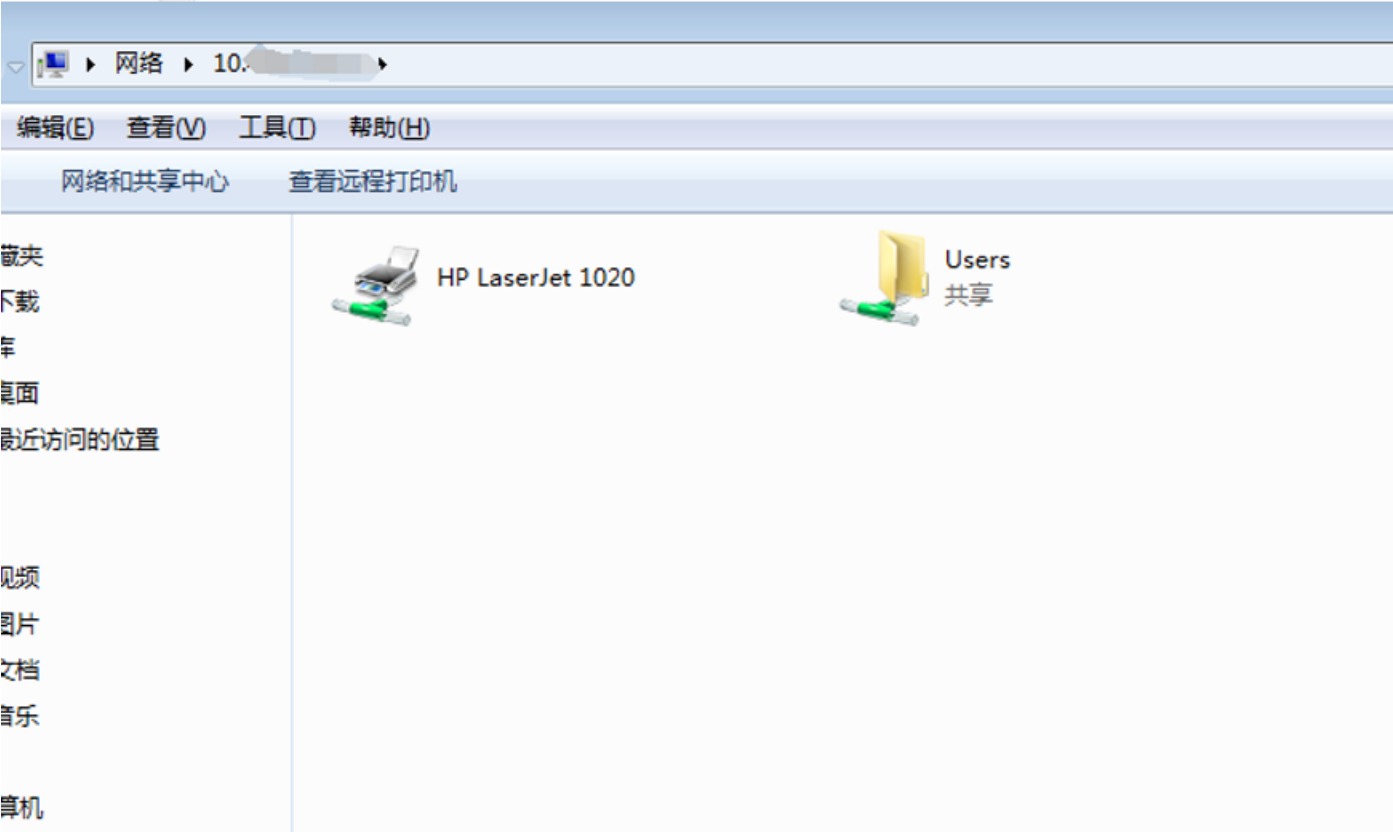 网络 10.
编辑(E) 查看(V) 工具(T) 帮助(H)
网络和共享中心 查看远程打印机
藏夹
下载
库
桌面
最近访问的位置
视频
图片
文档
音乐
算机
HP LaserJet 1020
Users
共享